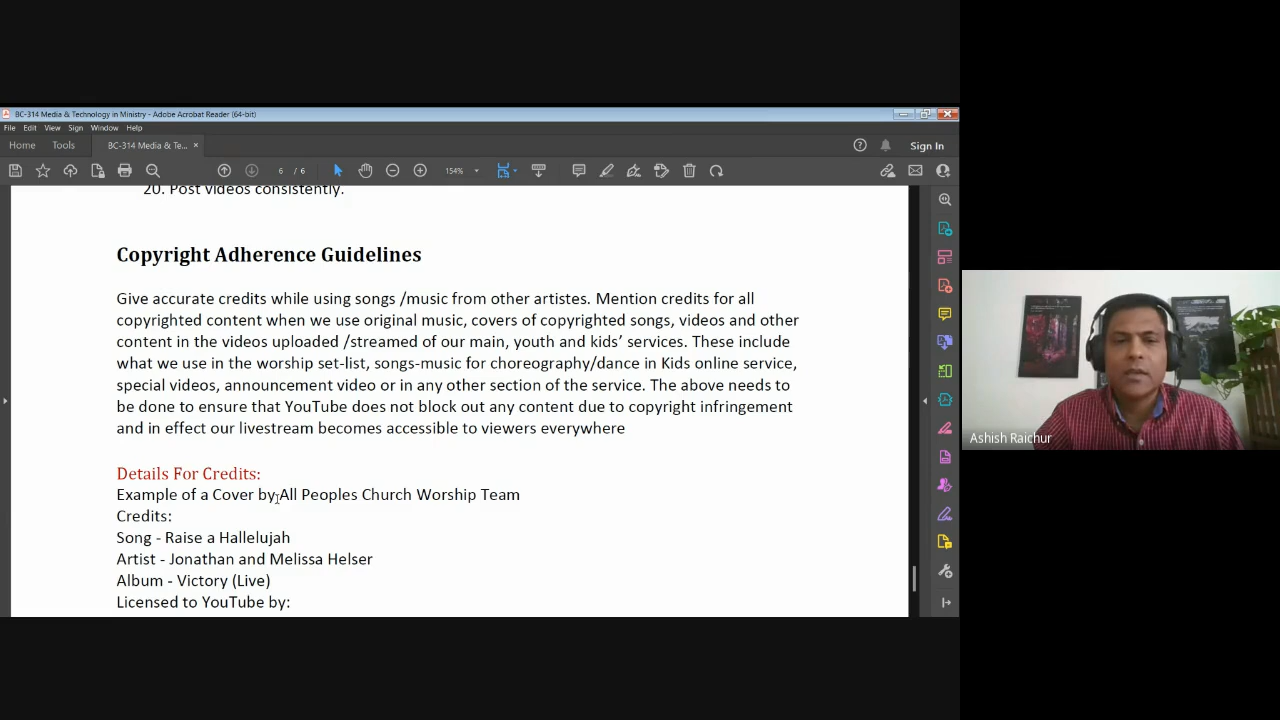 BC-314 Media & Technology in Ministry - Adobe Acrobat Reader (64-bit)
File Edit View Sign Window Help
Home Tools BC-314 Media & Te... × Sign In
6 / 6 154%
20. Post videos consistently.
Copyright Adherence Guidelines
Give accurate credits while using songs /music from other artistes. Mention credits for all
copyrighted content when we use original music, covers of copyrighted songs, videos and other
content in the videos uploaded /streamed of our main, youth and kids’ services. These include
what we use in the worship set-list, songs-music for choreography/dance in Kids online service,
special videos, announcement video or in any other section of the service. The above needs to
be done to ensure that YouTube does not block out any content due to copyright infringement
and in effect our livestream becomes accessible to viewers everywhere
Details For Credits:
Example of a Cover by All Peoples Church Worship Team
Credits:
Song - Raise a Hallelujah
Artist - Jonathan and Melissa Helser
Album - Victory (Live)
Licensed to YouTube by:
Ashish Raichur